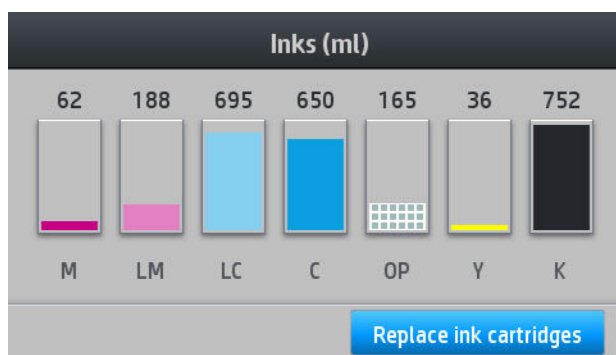 Inks (ml)
62 188 695 650 165 36 752
M LM LC C OP Y K
Replace ink cartridges